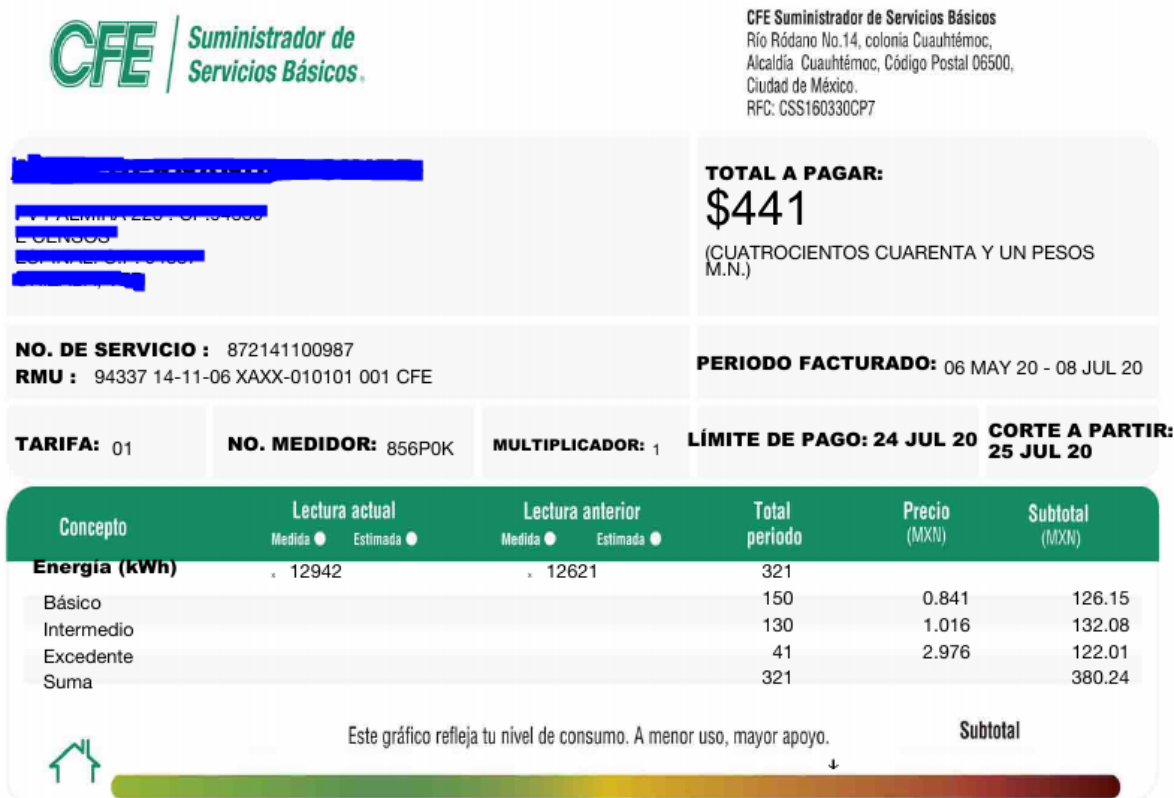 CFE
Suministrador de
Servicios Básicos
CFE Suministrador de Servicios Básicos
Río Ródano No.14, colonia Cuauhtémoc,
Alcaldía Cuauhtémoc, Código Postal 06500,
Ciudad de México.
RFC: CSS160330CP7
TOTAL A PAGAR:
$441
(CUATROCIENTOS CUARENTA Y UN PESOS
M.N.)
NO. DE SERVICIO : 872141100987
RMU : 94337 14-11-06 XAXX-010101 001 CFE
PERIODO FACTURADO: 06 MAY 20 - 08 JUL 20
TARIFA: 01
NO. MEDIDOR: 856P0K
MULTIPLICADOR: 1
LÍMITE DE PAGO: 24 JUL 20
CORTE A PARTIR:
25 JUL 20
Concepto
Lectura actual
Medida Estimada
Lectura anterior
Medida Estimada
Total
periodo
Precio
(MXN)
Subtotal
(MXN)
Energía (kWh) x 12942 x 12621 321
Básico 150 0.841 126.15
Intermedio 130 1.016 132.08
Excedente 41 2.976 122.01
Suma 321 380.24
Este gráfico refleja tu nivel de consumo. A menor uso, mayor apoyo.
Subtotal